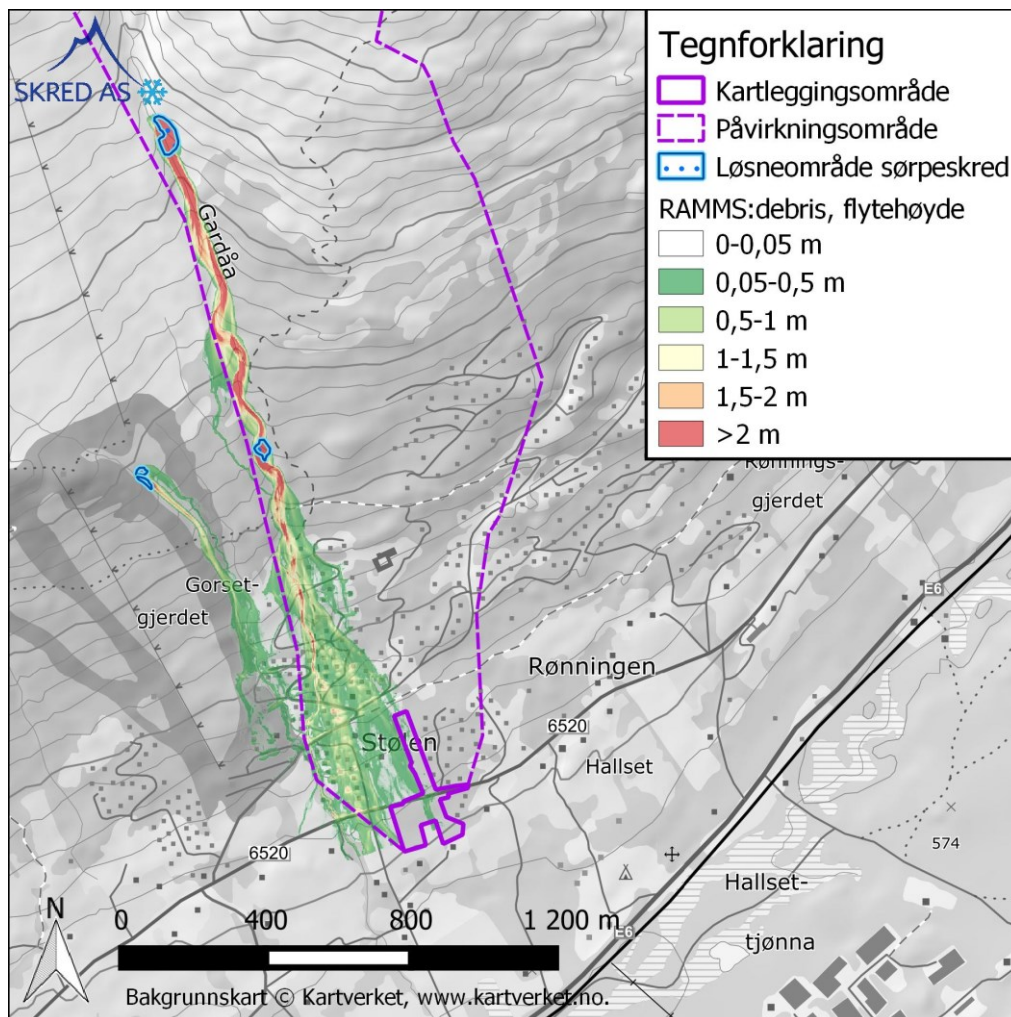 SKRED AS
Tegnforklaring
Kartleggingsområde
Påvirkningsområde
Løsneområde sørpeskred
RAMMS:debris, flytehøyde
0-0,05 m
0,05-0,5 m
0,5-1 m
1-1,5 m
1,5-2 m
>2 m
Gardåa
Rønnings-
gjerdet
E6
Gorset-
gjerdet
Rønningen
6520
Stølen
Hallset
574
6520
Hallset-
tjønna
E6
N
0 400 800 1 200 m
Bakgrunnskart © Kartverket, www.kartverket.no.